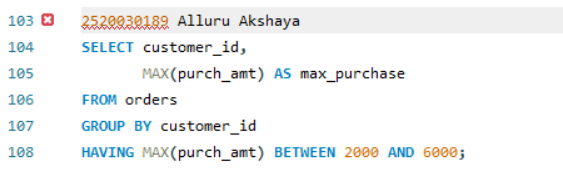 103 2520030189 Alluru Akshaya
104 SELECT customer_id,
105 MAX(purch_amt) AS max_purchase
106 FROM orders
107 GROUP BY customer_id
108 HAVING MAX(purch_amt) BETWEEN 2000 AND 6000;